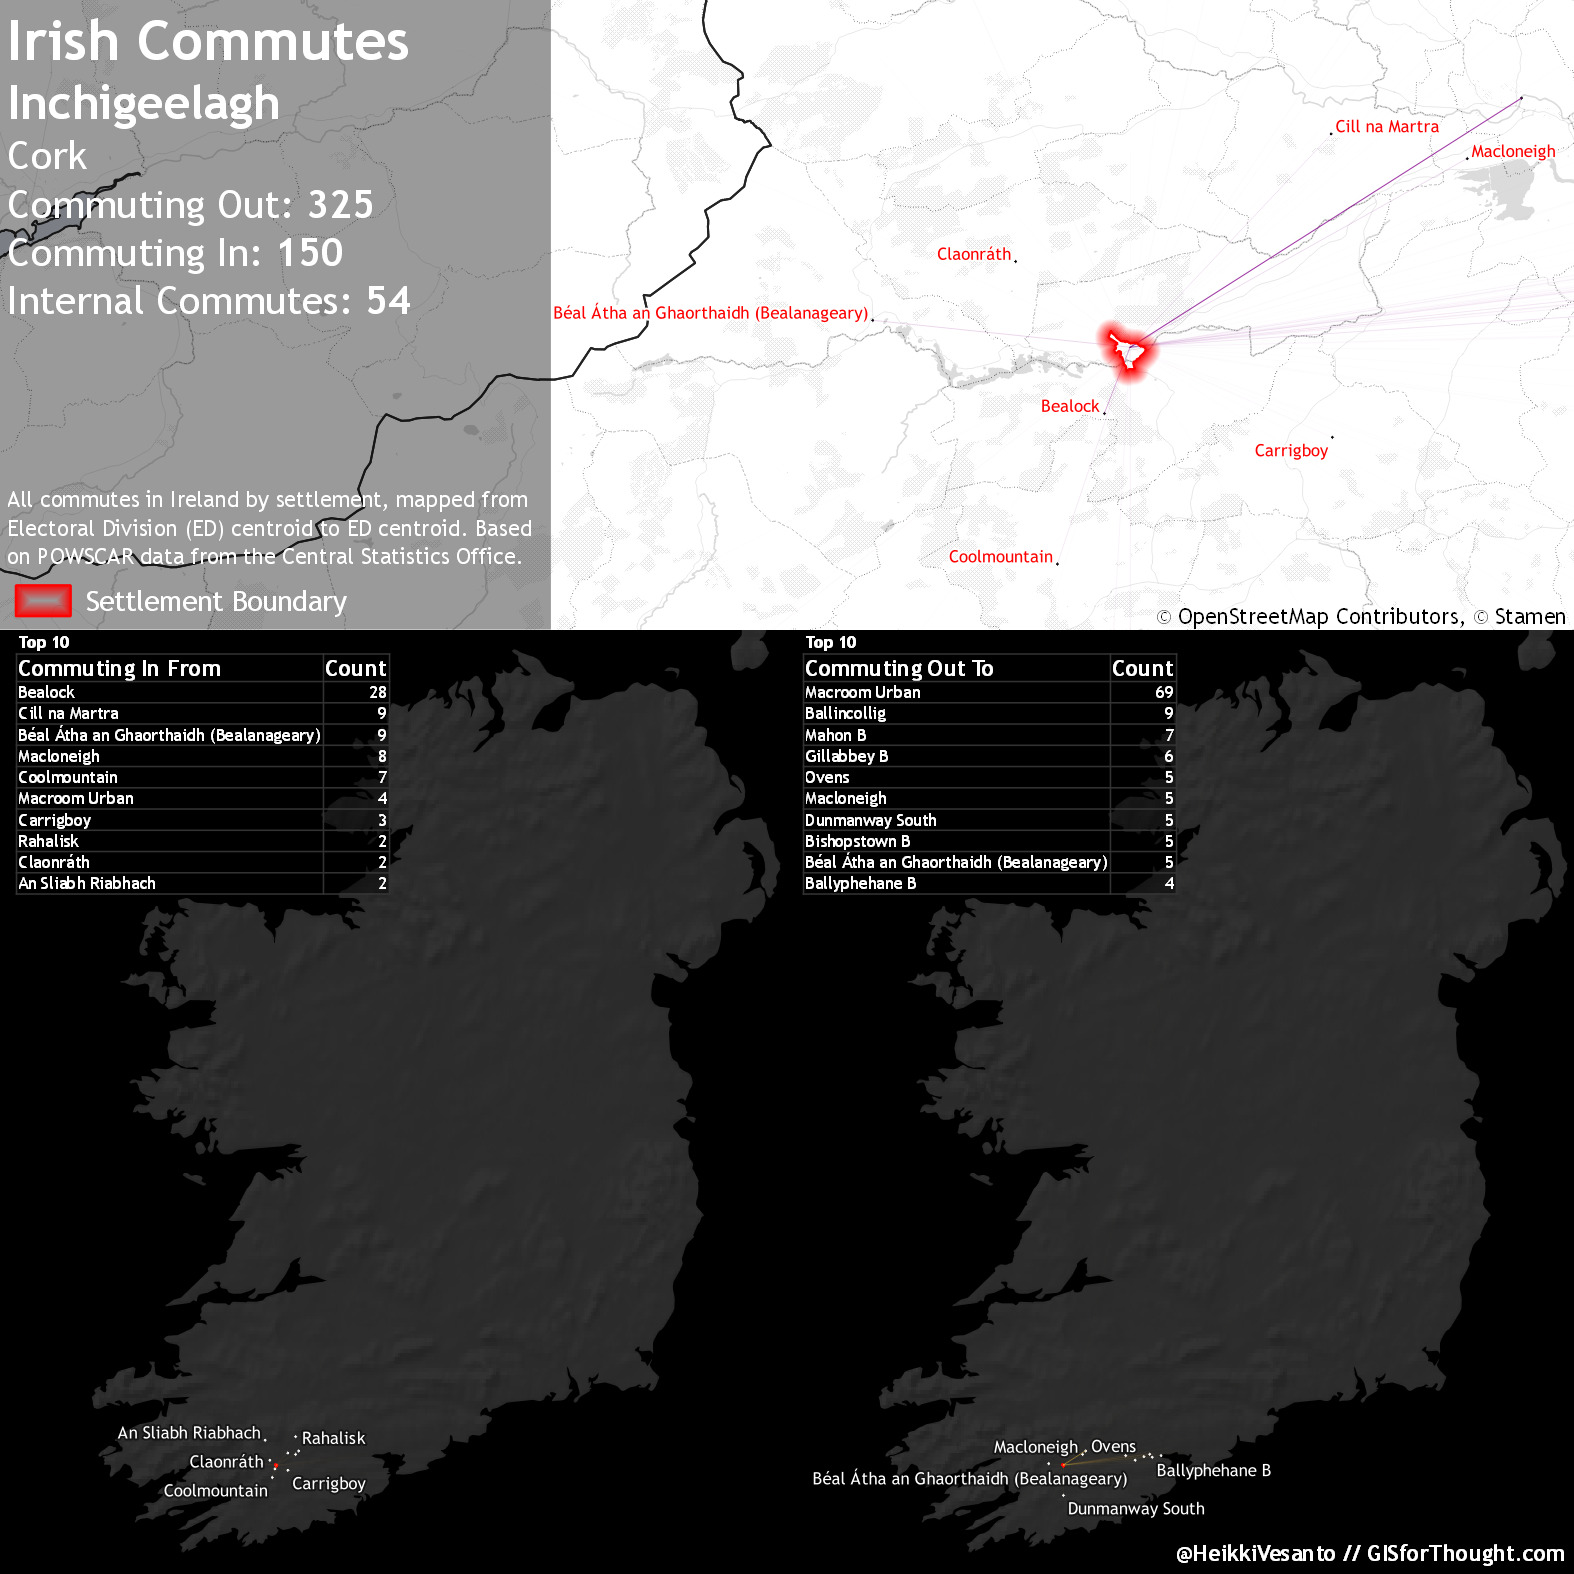 Irish Commutes
Inchigeelagh
Cork
Commuting Out: 325
Commuting In: 150
Internal Commutes: 54
All commutes in Ireland by settlement, mapped from
Electoral Division (ED) centroid to ED centroid. Based
on POWSCAR data from the Central Statistics Office.
Settlement Boundary
Cill na Martra
Macloneigh
Claonráth
Béal Átha an Ghaorthaidh (Bealanageary)
Bealock
Carrigboy
Coolmountain
© OpenStreetMap Contributors, © Stamen
Top 10
Commuting In From Count
Bealock 28
Cill na Martra 9
Béal Átha an Ghaorthaidh (Bealanageary) 9
Macloneigh 8
Coolmountain 7
Macroom Urban 4
Carrigboy 3
Rahalisk 2
Claonráth 2
An Sliabh Riabhach 2
An Sliabh Riabhach
Rahalisk
Claonráth
Carrigboy
Coolmountain
Top 10
Commuting Out To Count
Macroom Urban 69
Ballincollig 9
Mahon B 7
Gillabbey B 6
Ovens 5
Macloneigh 5
Dunmanway South 5
Bishopstown B 5
Béal Átha an Ghaorthaidh (Bealanageary) 5
Ballyphehane B 4
Macloneigh
Ovens
Ballyphehane B
Béal Átha an Ghaorthaidh (Bealanageary)
Dunmanway South
@HeikkiVesanto // GISforThought.com